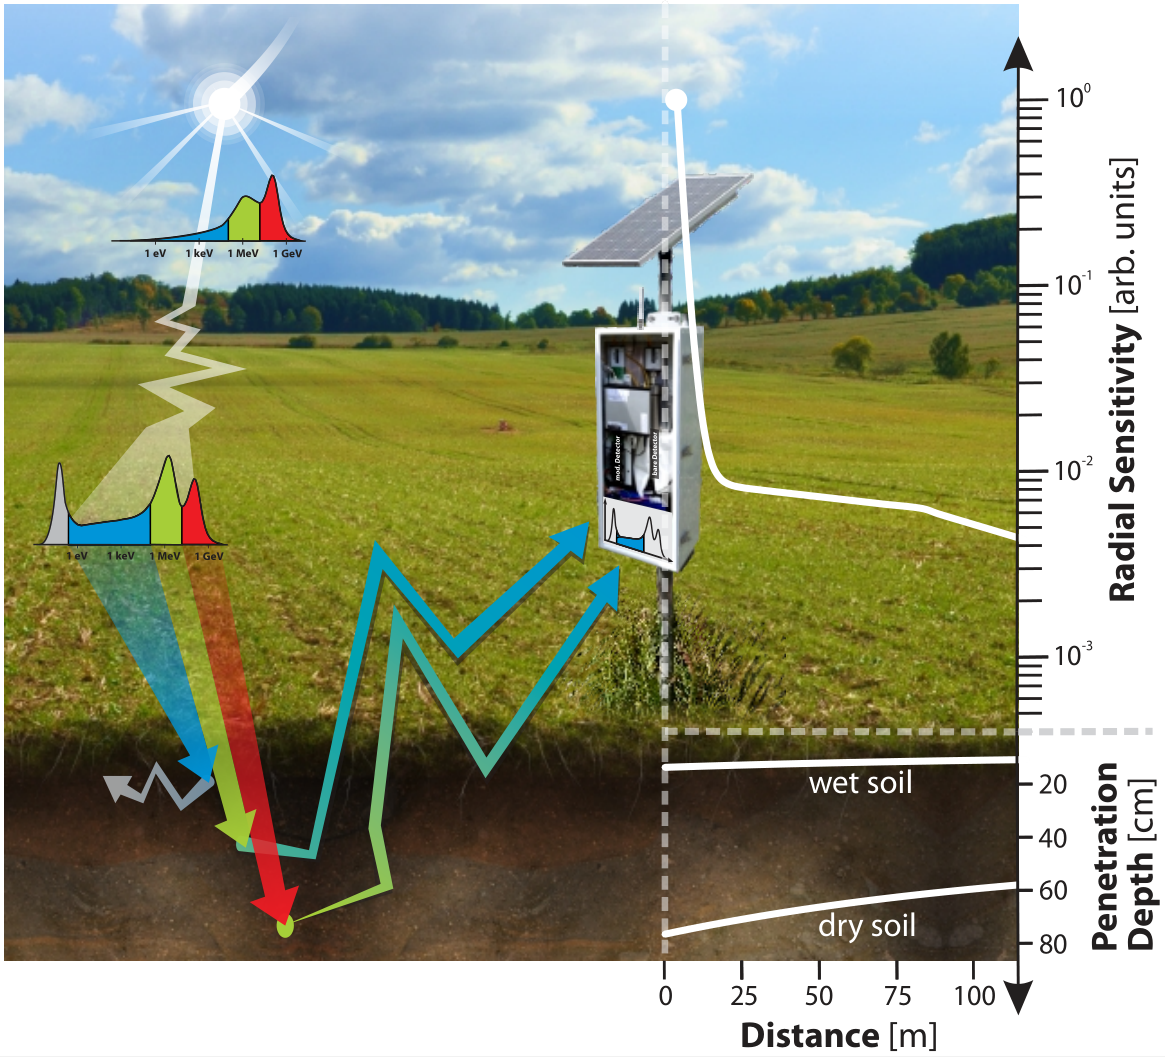 1 eV 1 keV 1 MeV 1 GeV
1 eV 1 keV 1 MeV 1 GeV
mod. Detector
bare Detector
10⁰
10⁻¹
10⁻²
10⁻³
Radial Sensitivity [arb. units]
wet soil
dry soil
20
40
60
80
Penetration
Depth [cm]
0 25 50 75 100
Distance [m]